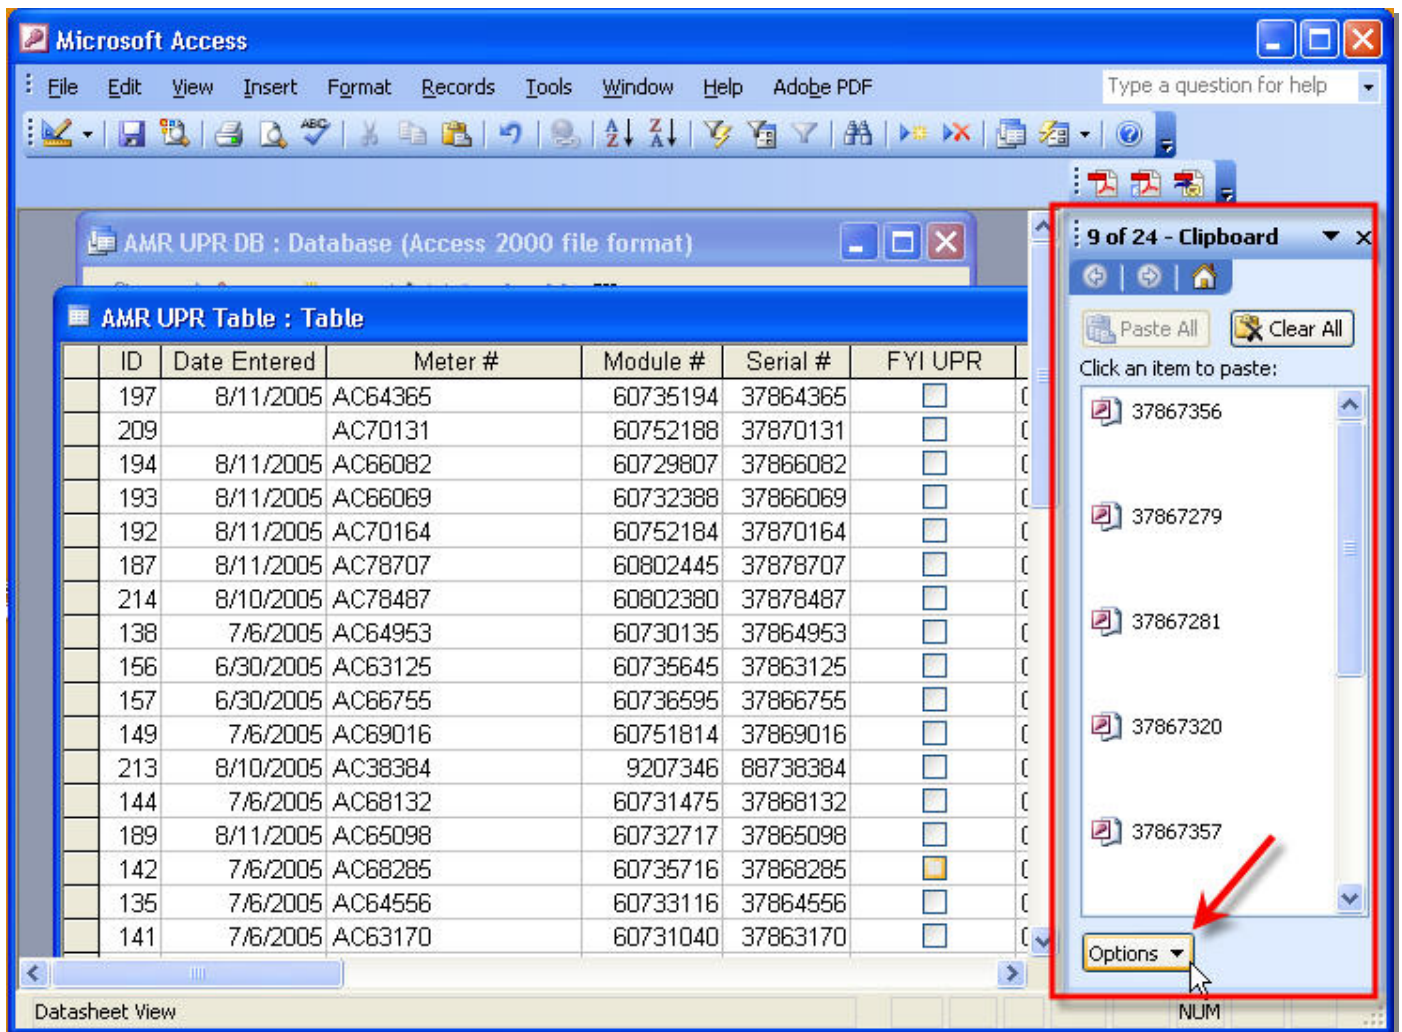 Microsoft Access
File Edit View Insert Format Records Tools Window Help Adobe PDF Type a question for help
AMR UPR DB : Database (Access 2000 file format)
AMR UPR Table : Table
ID Date Entered Meter # Module # Serial # FYI UPR
197 8/11/2005 AC64365 60735194 37864365
209 AC70131 60752188 37870131
194 8/11/2005 AC66082 60729807 37866082
193 8/11/2005 AC66069 60732388 37866069
192 8/11/2005 AC70164 60752184 37870164
187 8/11/2005 AC78707 60802445 37878707
214 8/10/2005 AC78487 60802380 37878487
138 7/6/2005 AC64953 60730135 37864953
156 6/30/2005 AC63125 60735645 37863125
157 6/30/2005 AC66755 60736595 37866755
149 7/6/2005 AC69016 60751814 37869016
213 8/10/2005 AC38384 9207346 88738384
144 7/6/2005 AC68132 60731475 37868132
189 8/11/2005 AC65098 60732717 37865098
142 7/6/2005 AC68285 60735716 37868285
135 7/6/2005 AC64556 60733116 37864556
141 7/6/2005 AC63170 60731040 37863170
9 of 24 - Clipboard
Paste All Clear All
Click an item to paste:
37867356
37867279
37867281
37867320
37867357
Options
Datasheet View NUM